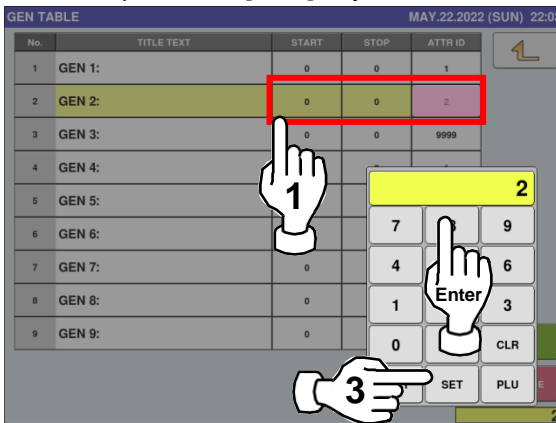 GEN TABLE MAY.22.2022 (SUN) 22:0
No. TITLE TEXT START STOP ATTR ID
1 GEN 1: 0 0 1
2 GEN 2: 0 0 2
3 GEN 3: 0 0 9999
4 GEN 4:
5 GEN 5:
6 GEN 6:
7 GEN 7: 0
8 GEN 8: 0
9 GEN 9: 0
1
2
7 9
4 6
Enter
1 3
0 CLR
3 SET PLU E
2